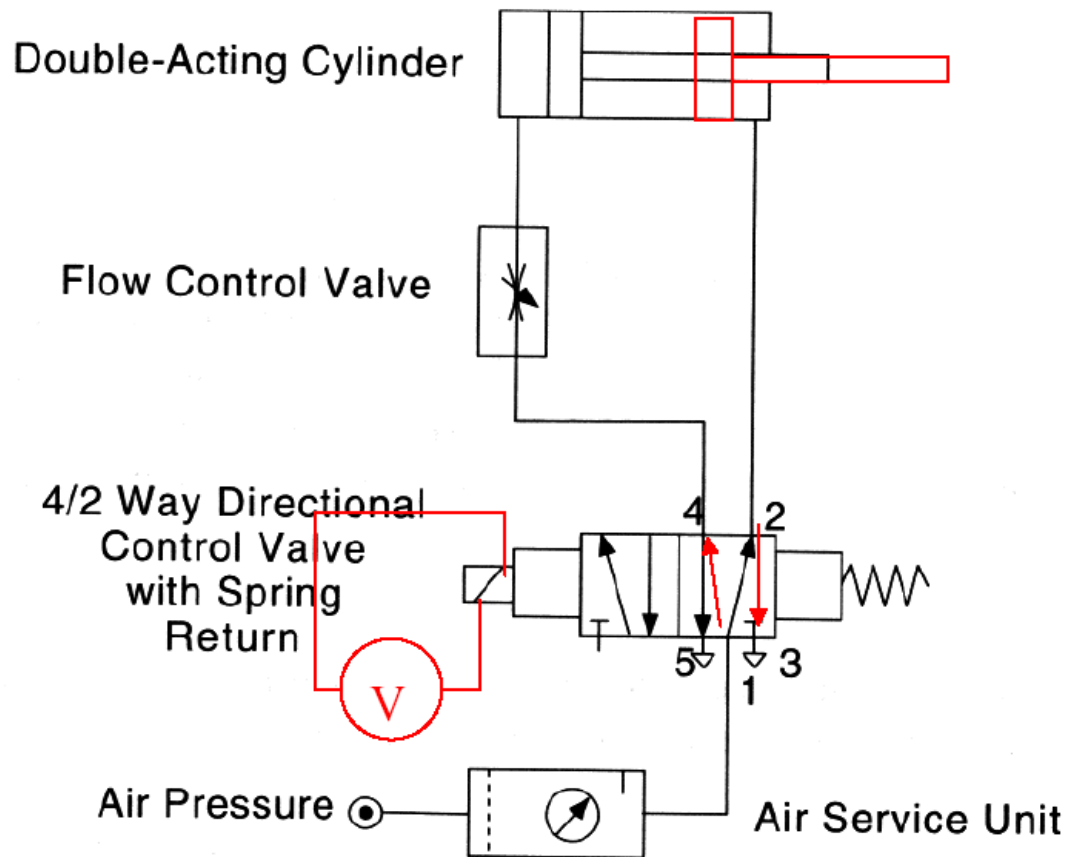 Double-Acting Cylinder
Flow Control Valve
4/2 Way Directional
Control Valve
with Spring
Return
4
2
5
3
1
V
Air Pressure
Air Service Unit